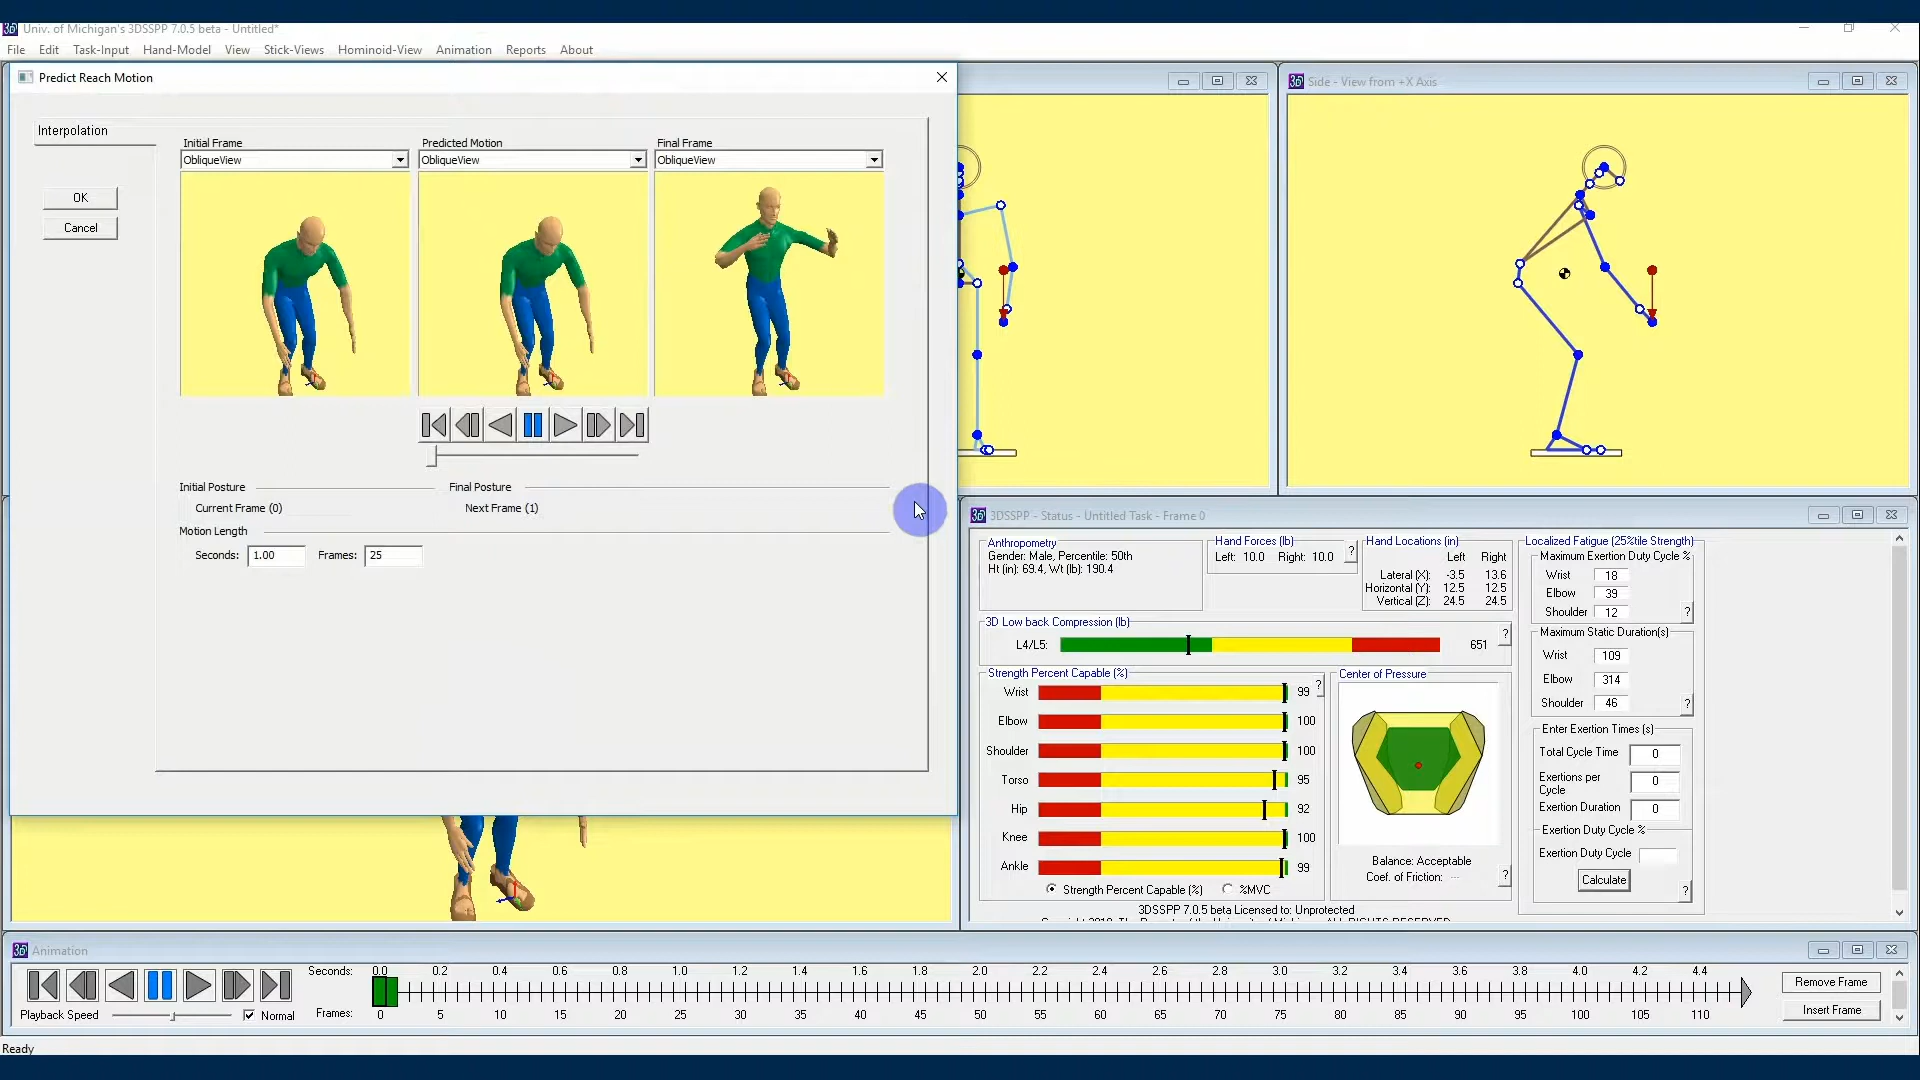 Univ. of Michigan's 3DSSPP 7.0.5 beta - Untitled*
File Edit Task-Input Hand-Model View Stick-Views Hominoid-View Animation Reports About
Predict Reach Motion
Interpolation
OK
Cancel
Initial Frame Predicted Motion Final Frame
ObliqueView ObliqueView ObliqueView
Initial Posture Final Posture
Current Frame (0) Next Frame (1)
Motion Length
Seconds: 1.00 Frames: 25
Side - View from +X Axis
3DSSPP - Status - Untitled Task - Frame 0
Anthropometry
Gender: Male, Percentile: 50th
Ht (in): 69.4, Wt (lb): 190.4
Hand Forces (lb)
Left: 10.0 Right: 10.0 ?
Hand Locations (in)
Left Right
Lateral (X): -3.5 13.6
Horizontal (Y): 12.5 12.5
Vertical (Z): 24.5 24.5
3D Low back Compression (lb)
L4/L5: 651 ?
Strength Percent Capable (%)
Wrist 99 ?
Elbow 100
Shoulder 100
Torso 95
Hip 92
Knee 100
Ankle 99
Strength Percent Capable (%) %MVC
Center of Pressure
Balance: Acceptable
Coef. of Friction: --- ?
3DSSPP 7.0.5 beta Licensed to: Unprotected
Localized Fatigue (25%tile Strength)
Maximum Exertion Duty Cycle %
Wrist 18
Elbow 39
Shoulder 12 ?
Maximum Static Duration(s)
Wrist 109
Elbow 314
Shoulder 46 ?
Enter Exertion Times (s)
Total Cycle Time 0
Exertions per
Cycle 0
Exertion Duration 0
Exertion Duty Cycle %
Exertion Duty Cycle
Calculate ?
Animation
Seconds: 0.0 0.2 0.4 0.6 0.8 1.0 1.2 1.4 1.6 1.8 2.0 2.2 2.4 2.6 2.8 3.0 3.2 3.4 3.6 3.8 4.0 4.2 4.4
Remove Frame
Playback Speed Normal
Frames: 0 5 10 15 20 25 30 35 40 45 50 55 60 65 70 75 80 85 90 95 100 105 110
Insert Frame
Ready